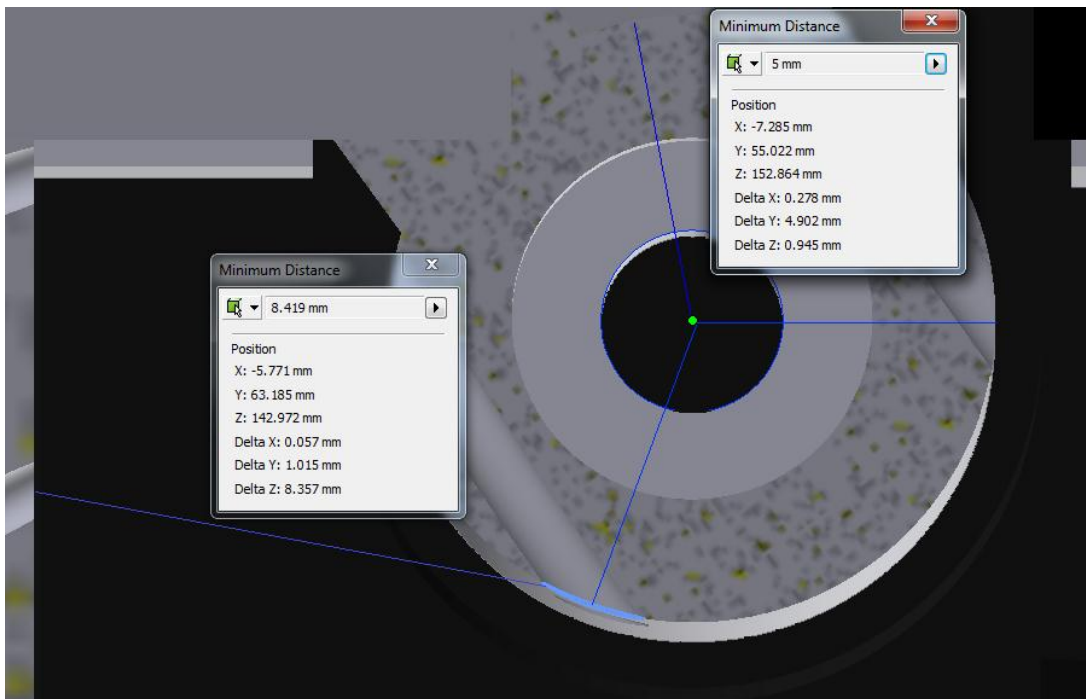 Minimum Distance
5 mm
Position
X: -7.285 mm
Y: 55.022 mm
Z: 152.864 mm
Delta X: 0.278 mm
Delta Y: 4.902 mm
Delta Z: 0.945 mm
Minimum Distance
8.419 mm
Position
X: -5.771 mm
Y: 63.185 mm
Z: 142.972 mm
Delta X: 0.057 mm
Delta Y: 1.015 mm
Delta Z: 8.357 mm